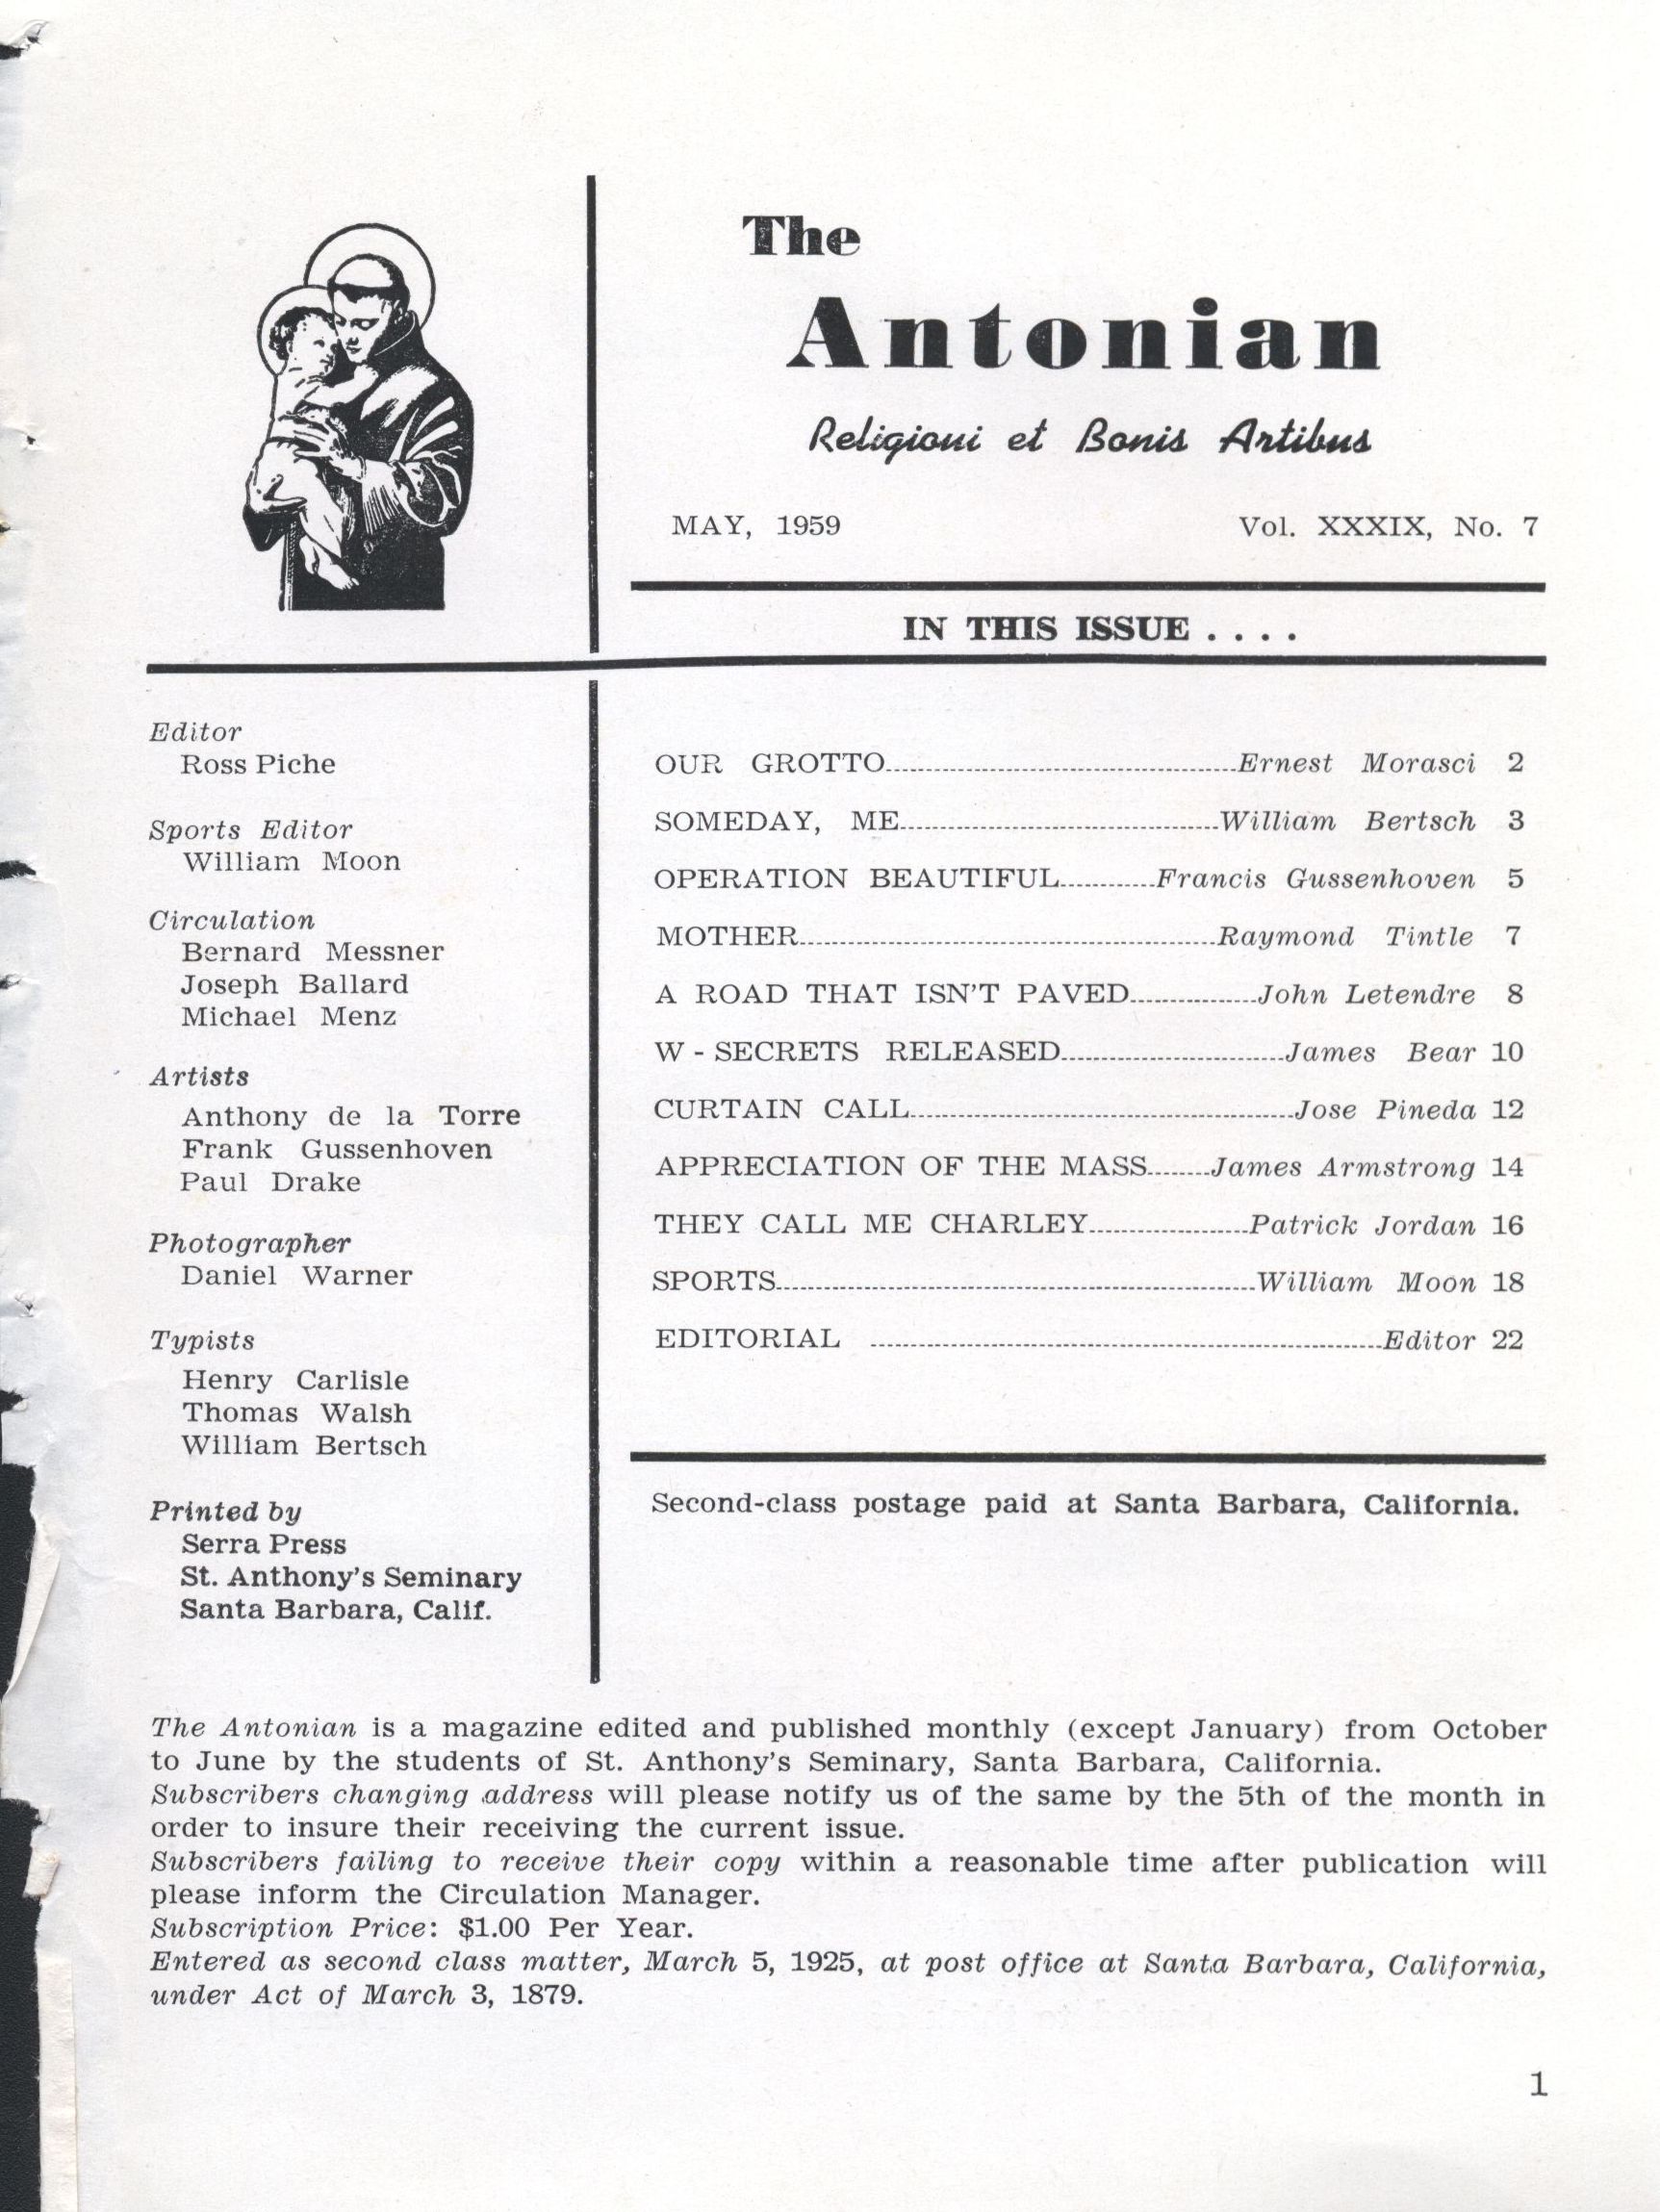 The
Antonian
Religioni et Bonis Artibus
MAY, 1959 Vol. XXXIX, No. 7
IN THIS ISSUE . . . .
Editor
Ross Piche
Sports Editor
William Moon
Circulation
Bernard Messner
Joseph Ballard
Michael Menz
Artists
Anthony de la Torre
Frank Gussenhoven
Paul Drake
Photographer
Daniel Warner
Typists
Henry Carlisle
Thomas Walsh
William Bertsch
Printed by
Serra Press
St. Anthony's Seminary
Santa Barbara, Calif.
OUR GROTTO Ernest Morasci 2
SOMEDAY, ME William Bertsch 3
OPERATION BEAUTIFUL Francis Gussenhoven 5
MOTHER Raymond Tintle 7
A ROAD THAT ISN'T PAVED John Letendre 8
W - SECRETS RELEASED James Bear 10
CURTAIN CALL Jose Pineda 12
APPRECIATION OF THE MASS James Armstrong 14
THEY CALL ME CHARLEY Patrick Jordan 16
SPORTS William Moon 18
EDITORIAL Editor 22
Second-class postage paid at Santa Barbara, California.
The Antonian is a magazine edited and published monthly (except January) from October
to June by the students of St. Anthony's Seminary, Santa Barbara, California.
Subscribers changing address will please notify us of the same by the 5th of the month in
order to insure their receiving the current issue.
Subscribers failing to receive their copy within a reasonable time after publication will
please inform the Circulation Manager.
Subscription Price: $1.00 Per Year.
Entered as second class matter, March 5, 1925, at post office at Santa Barbara, California,
under Act of March 3, 1879.
1